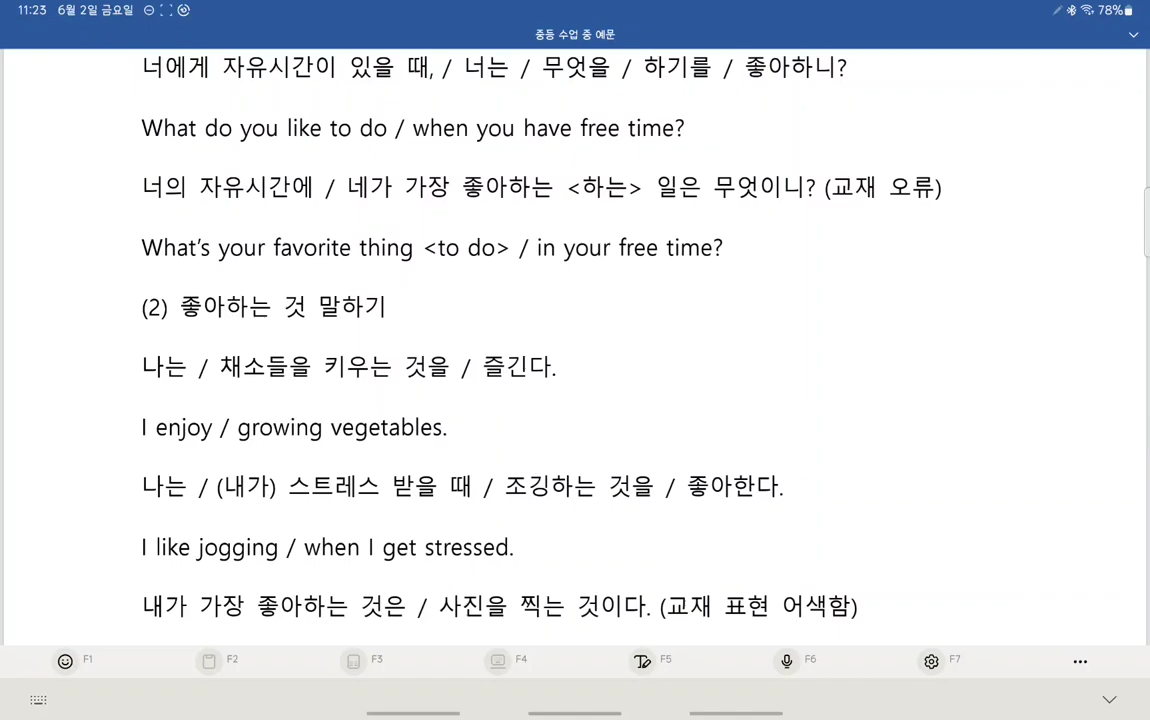 11:23 6월 2일 금요일 78%
중등 수업 중 예문
너에게 자유시간이 있을 때, / 너는 / 무엇을 / 하기를 / 좋아하니?
What do you like to do / when you have free time?
너의 자유시간에 / 네가 가장 좋아하는 <하는> 일은 무엇이니? (교재 오류)
What's your favorite thing <to do> / in your free time?
(2) 좋아하는 것 말하기
나는 / 채소들을 키우는 것을 / 즐긴다.
I enjoy / growing vegetables.
나는 / (내가) 스트레스 받을 때 / 조깅하는 것을 / 좋아한다.
I like jogging / when I get stressed.
내가 가장 좋아하는 것은 / 사진을 찍는 것이다. (교재 표현 어색함)
F1 F2 F3 F4 F5 F6 F7